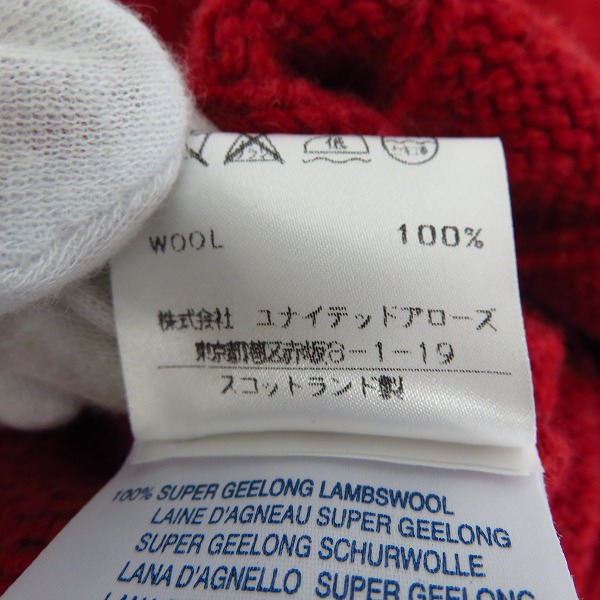 低
WOOL 100%
株式会社 ユナイテッドアローズ
東京都港区赤坂8-1-19
スコットランド製
100% SUPER GEELONG LAMBSWOOL
LAINE D'AGNEAU SUPER GEELONG
SUPER GEELONG SCHURWOLLE
LANA D'AGNELLO SUPER GEELONG